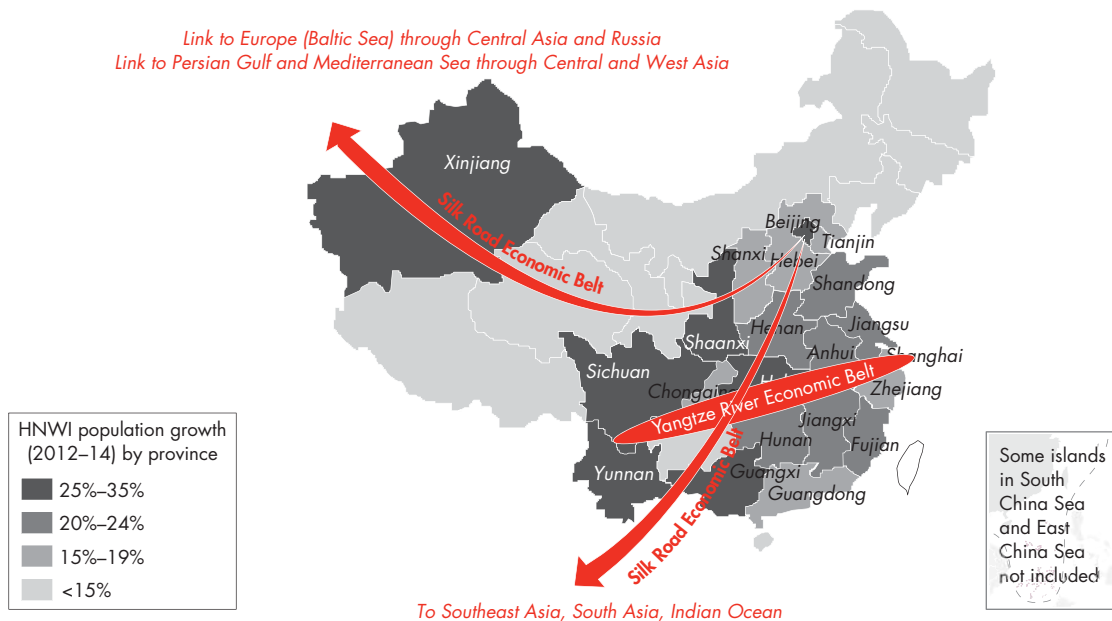 Link to Europe (Baltic Sea) through Central Asia and Russia
Link to Persian Gulf and Mediterranean Sea through Central and West Asia
Xinjiang
Silk Road Economic Belt
Beijing
Tianjin
Shanxi
Hebei
Shandong
Henan
Jiangsu
Shaanxi
Anhui
Shanghai
Sichuan
Chongqing
Zhejiang
Yangtze River Economic Belt
Jiangxi
Hunan
Fujian
Yunnan
Guangxi
Guangdong
Silk Road Economic Belt
HNWI population growth
(2012–14) by province
25%–35%
20%–24%
15%–19%
<15%
Some islands
in South
China Sea
and East
China Sea
not included
To Southeast Asia, South Asia, Indian Ocean